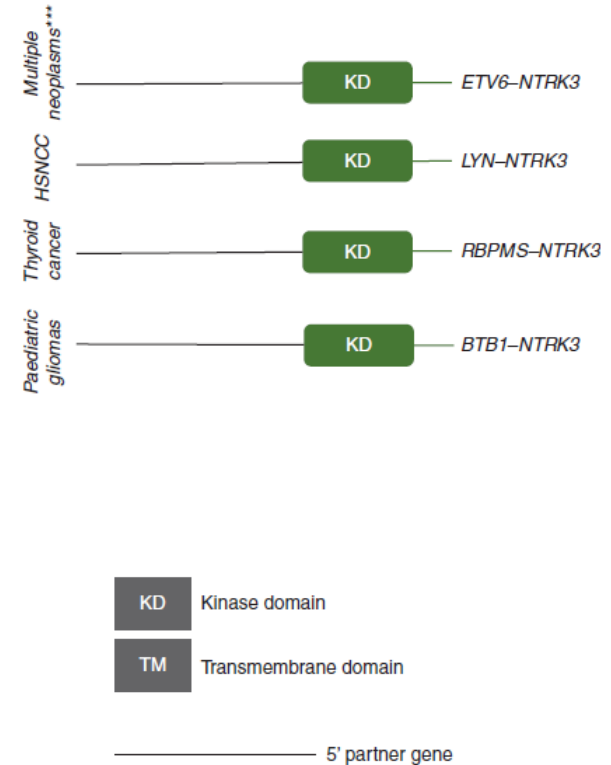 Multiple
neoplasms***
KD
ETV6–NTRK3
HSNCC
KD
LYN–NTRK3
Thyroid
cancer
KD
RBPMS–NTRK3
Paediatric
gliomas
KD
BTB1–NTRK3
KD
Kinase domain
TM
Transmembrane domain
5' partner gene